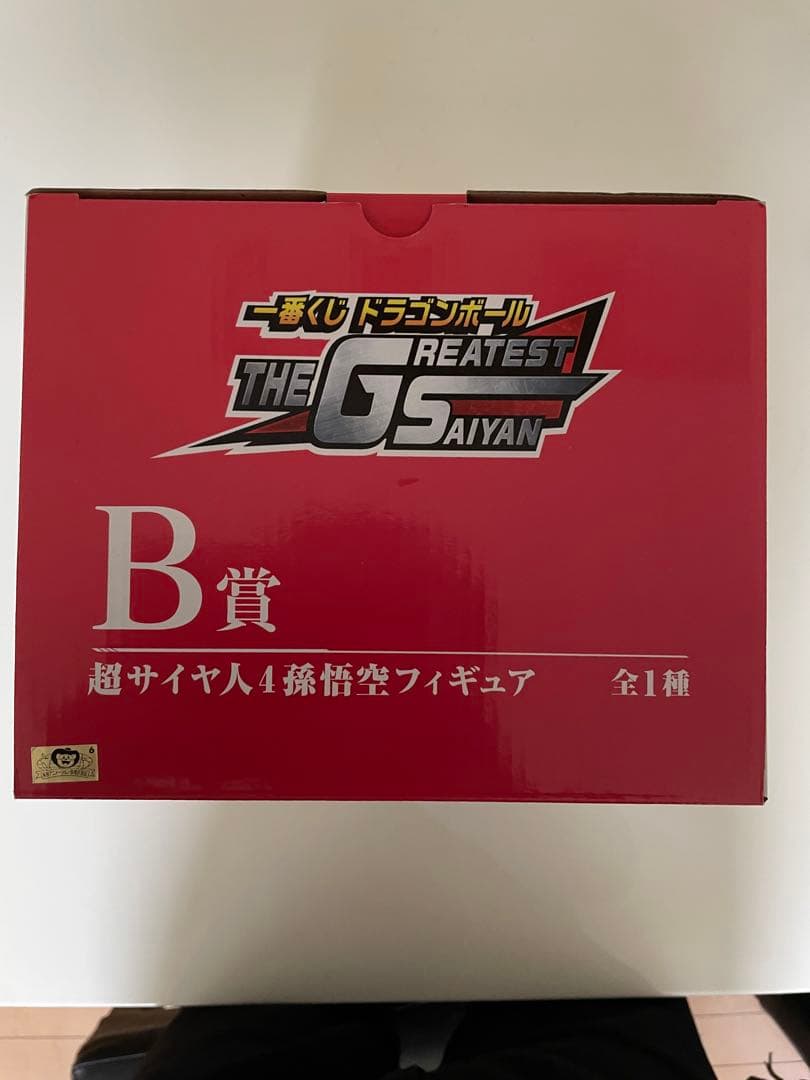 一番くじ ドラゴンボール
THE GREATEST
SAIYAN
B賞
超サイヤ人4孫悟空フィギュア 全1種
6